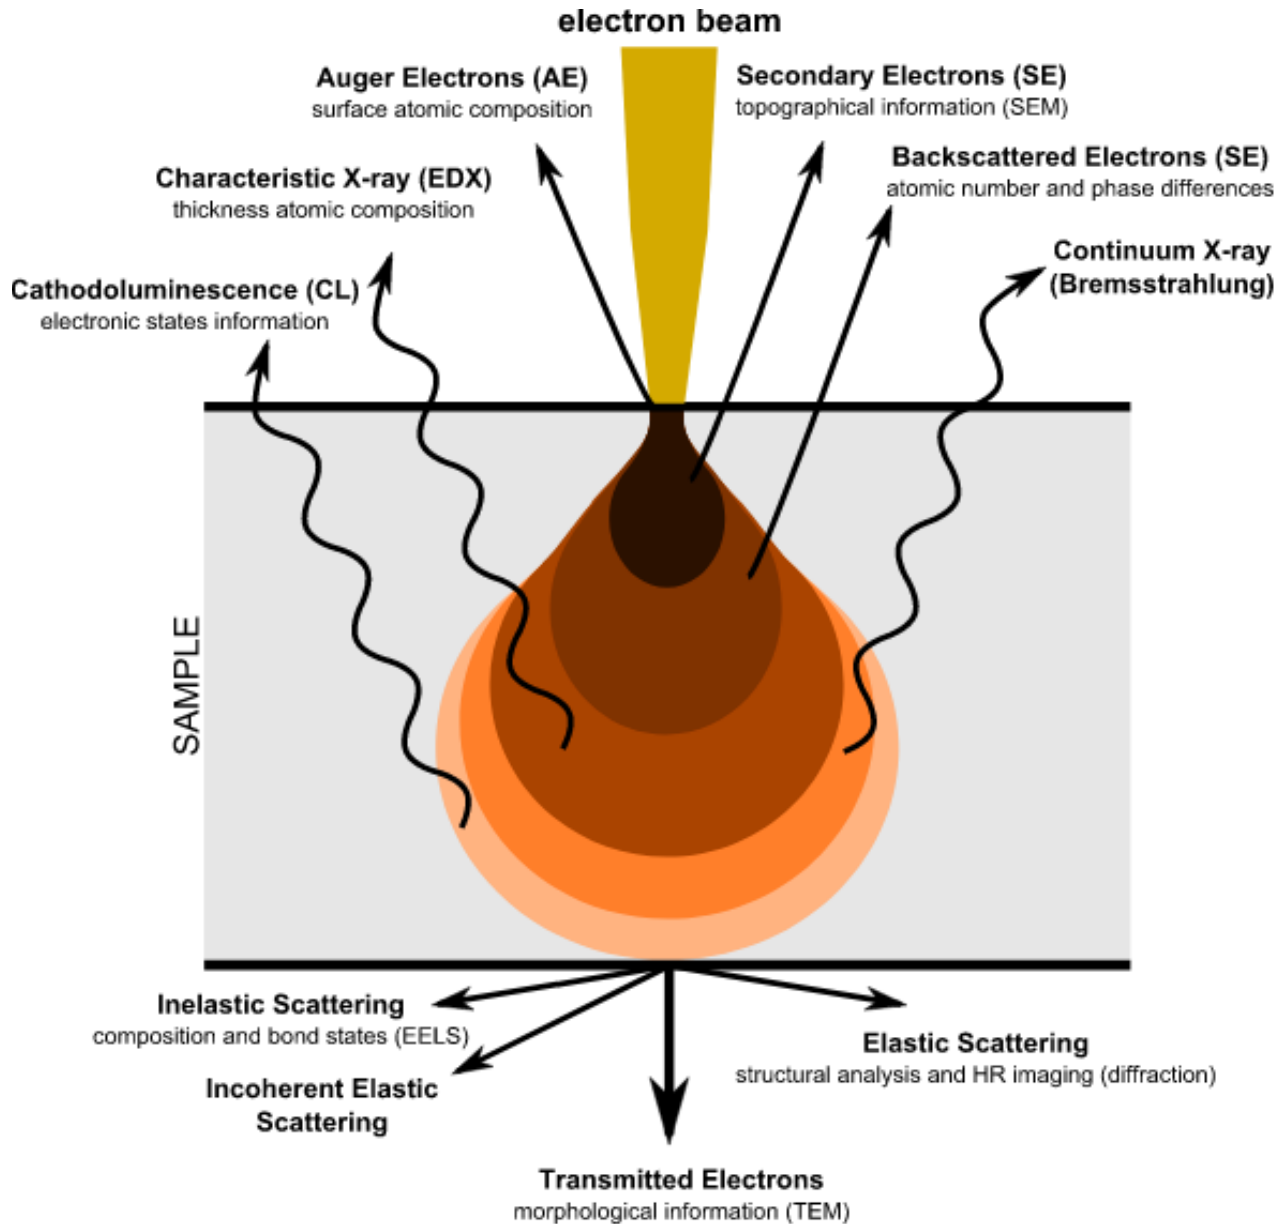 electron beam
Auger Electrons (AE)
surface atomic composition
Secondary Electrons (SE)
topographical information (SEM)
Characteristic X-ray (EDX)
thickness atomic composition
Backscattered Electrons (SE)
atomic number and phase differences
Cathodoluminescence (CL)
electronic states information
Continuum X-ray
(Bremsstrahlung)
SAMPLE
Inelastic Scattering
composition and bond states (EELS)
Incoherent Elastic
Scattering
Elastic Scattering
structural analysis and HR imaging (diffraction)
Transmitted Electrons
morphological information (TEM)